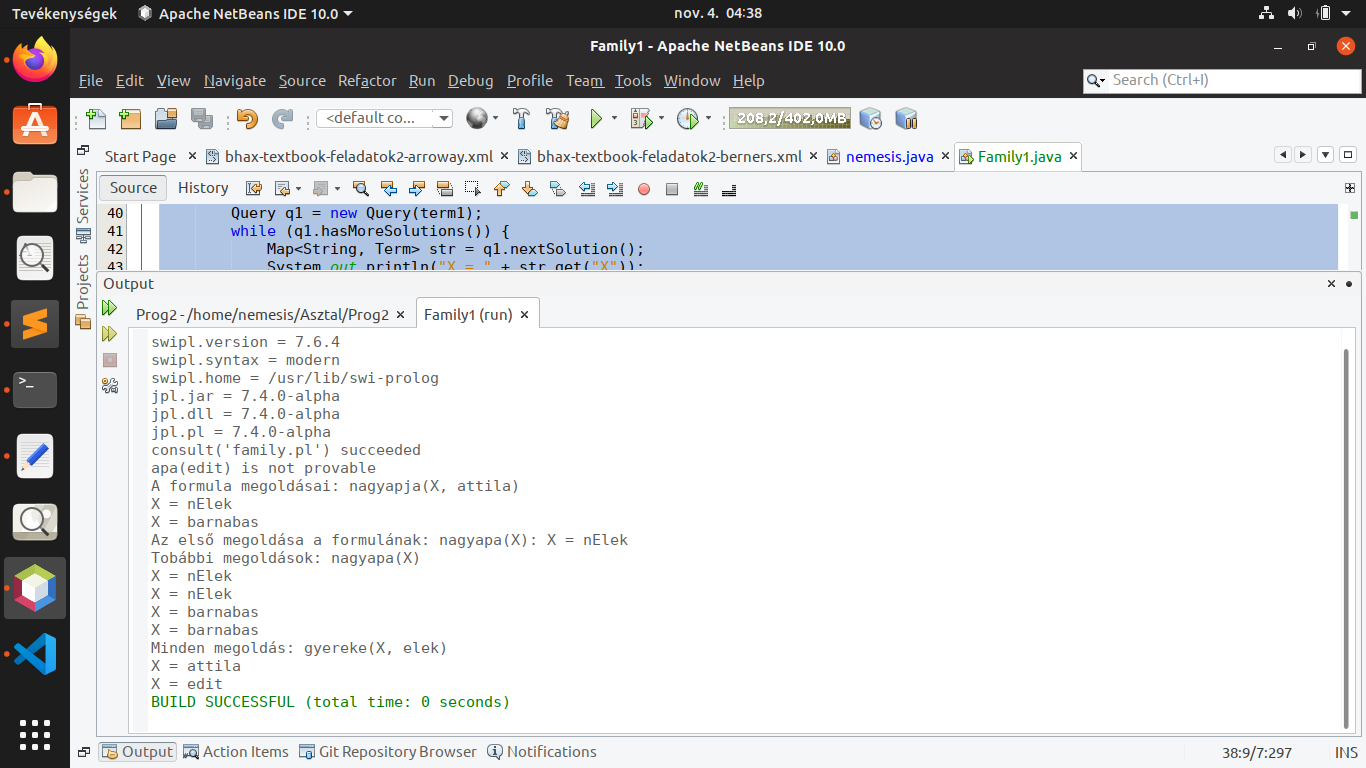 Tevékenységek Apache NetBeans IDE 10.0 nov. 4. 04:38
Family1 - Apache NetBeans IDE 10.0
File Edit View Navigate Source Refactor Run Debug Profile Team Tools Window Help Search (Ctrl+I)
<default co... 208,2/402,0MB
Start Page bhax-textbook-feladatok2-arroway.xml bhax-textbook-feladatok2-berners.xml nemesis.java Family1.java
Source History
Services
Projects
40 Query q1 = new Query(term1);
41 while (q1.hasMoreSolutions()) {
42 Map<String, Term> str = q1.nextSolution();
43 System.out.println("X = " + str.get("X"));
Output
Prog2 - /home/nemesis/Asztal/Prog2 Family1 (run)
swipl.version = 7.6.4
swipl.syntax = modern
swipl.home = /usr/lib/swi-prolog
jpl.jar = 7.4.0-alpha
jpl.dll = 7.4.0-alpha
jpl.pl = 7.4.0-alpha
consult('family.pl') succeeded
apa(edit) is not provable
A formula megoldásai: nagyapja(X, attila)
X = nElek
X = barnabas
Az első megoldása a formulának: nagyapa(X): X = nElek
Tobábbi megoldások: nagyapa(X)
X = nElek
X = nElek
X = barnabas
X = barnabas
Minden megoldás: gyereke(X, elek)
X = attila
X = edit
BUILD SUCCESSFUL (total time: 0 seconds)
Output Action Items Git Repository Browser Notifications 38:9/7:297 INS